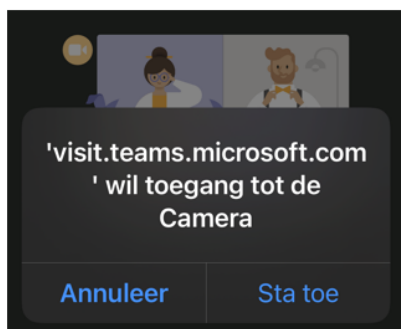 'visit.teams.microsoft.com
' wil toegang tot de
Camera
Annuleer
Sta toe